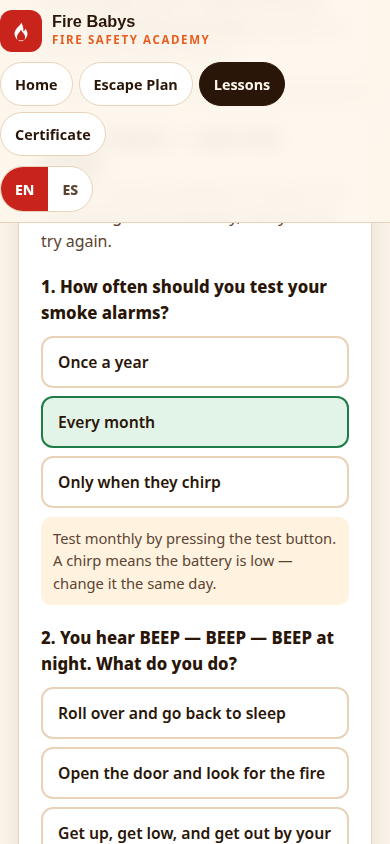 Fire Babys
FIRE SAFETY ACADEMY
Home
Escape Plan
Lessons
Certificate
EN
ES
try again.
1. How often should you test your
smoke alarms?
Once a year
Every month
Only when they chirp
Test monthly by pressing the test button.
A chirp means the battery is low —
change it the same day.
2. You hear BEEP — BEEP — BEEP at
night. What do you do?
Roll over and go back to sleep
Open the door and look for the fire
Get up, get low, and get out by your